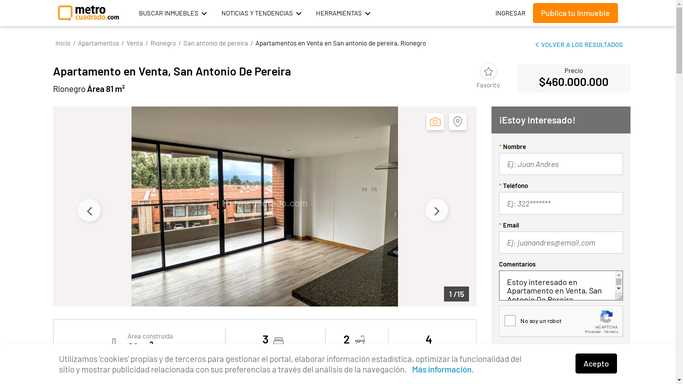 metro
cuadrado.com
BUSCAR INMUEBLES
NOTICIAS Y TENDENCIAS
HERRAMIENTAS
INGRESAR
Publica tu Inmueble
Inicio / Apartamentos / Venta / Rionegro / San antonio de pereira / Apartamentos en Venta en San antonio de pereira, Rionegro
VOLVER A LOS RESULTADOS
Apartamento en Venta, San Antonio De Pereira
Rionegro Área 81 m²
Favorito
Precio
$460.000.000
¡Estoy Interesado!
* Nombre
Ej: Juan Andres
* Teléfono
Ej: 322*******
* Email
Ej: juanandres@email.com
Comentarios
Estoy interesado en
Apartamento en Venta, San
Antonio De Pereira
No soy un robot
reCAPTCHA
Privacidad - Términos
1 /15
Área construida
3
2
4
Utilizamos 'cookies' propias y de terceros para gestionar el portal, elaborar información estadística, optimizar la funcionalidad del
sitio y mostrar publicidad relacionada con sus preferencias a través del análisis de la navegación. Más información.
Acepto